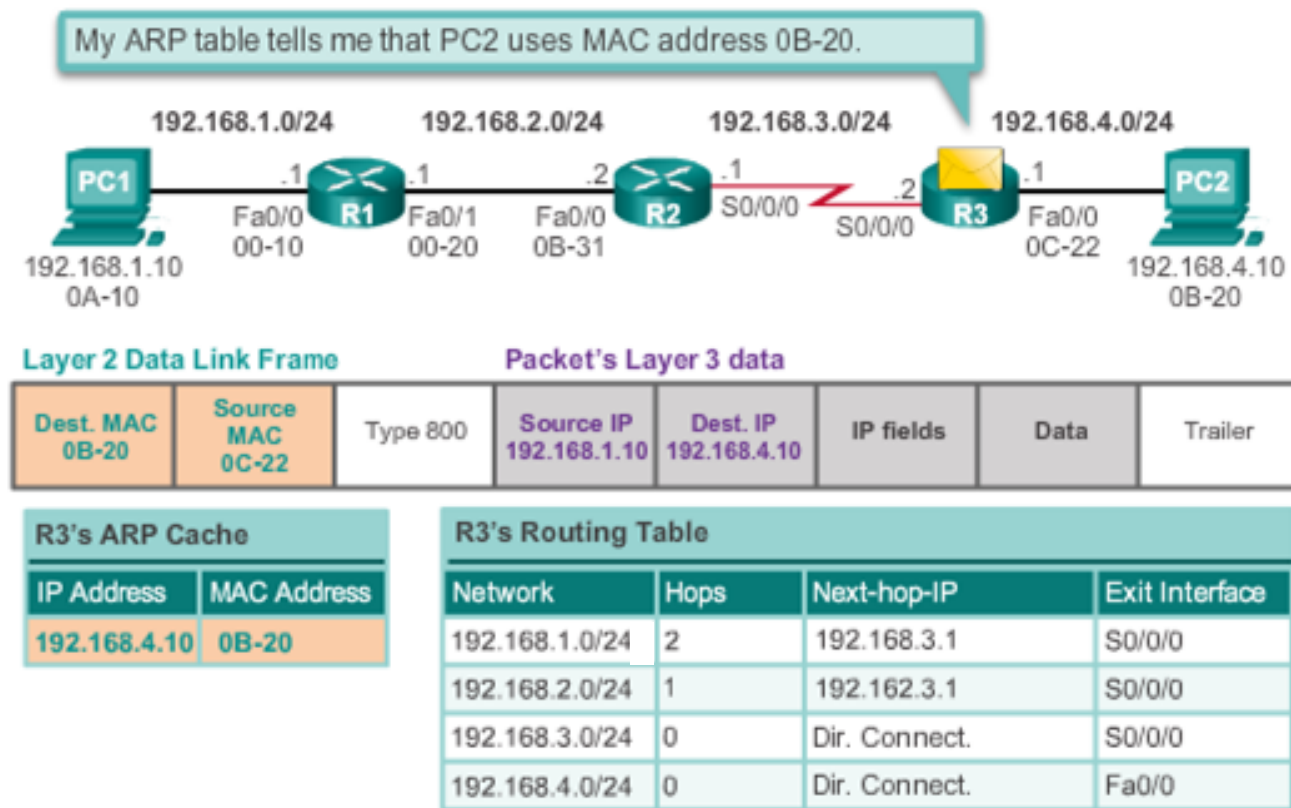 My ARP table tells me that PC2 uses MAC address 0B-20.
192.168.1.0/24 192.168.2.0/24 192.168.3.0/24 192.168.4.0/24
PC1 .1 R1 .1 .2 R2 .1 .2 R3 .1 PC2
Fa0/0 Fa0/1 Fa0/0 S0/0/0 S0/0/0 Fa0/0
00-10 00-20 0B-31 0C-22
192.168.1.10 192.168.4.10
0A-10 0B-20
Layer 2 Data Link Frame Packet's Layer 3 data
Dest. MAC
0B-20
Source
MAC
0C-22
Type 800
Source IP
192.168.1.10
Dest. IP
192.168.4.10
IP fields
Data
Trailer
R3's ARP Cache
IP Address MAC Address
192.168.4.10 0B-20
R3's Routing Table
Network Hops Next-hop-IP Exit Interface
192.168.1.0/24 2 192.168.3.1 S0/0/0
192.168.2.0/24 1 192.162.3.1 S0/0/0
192.168.3.0/24 0 Dir. Connect. S0/0/0
192.168.4.0/24 0 Dir. Connect. Fa0/0